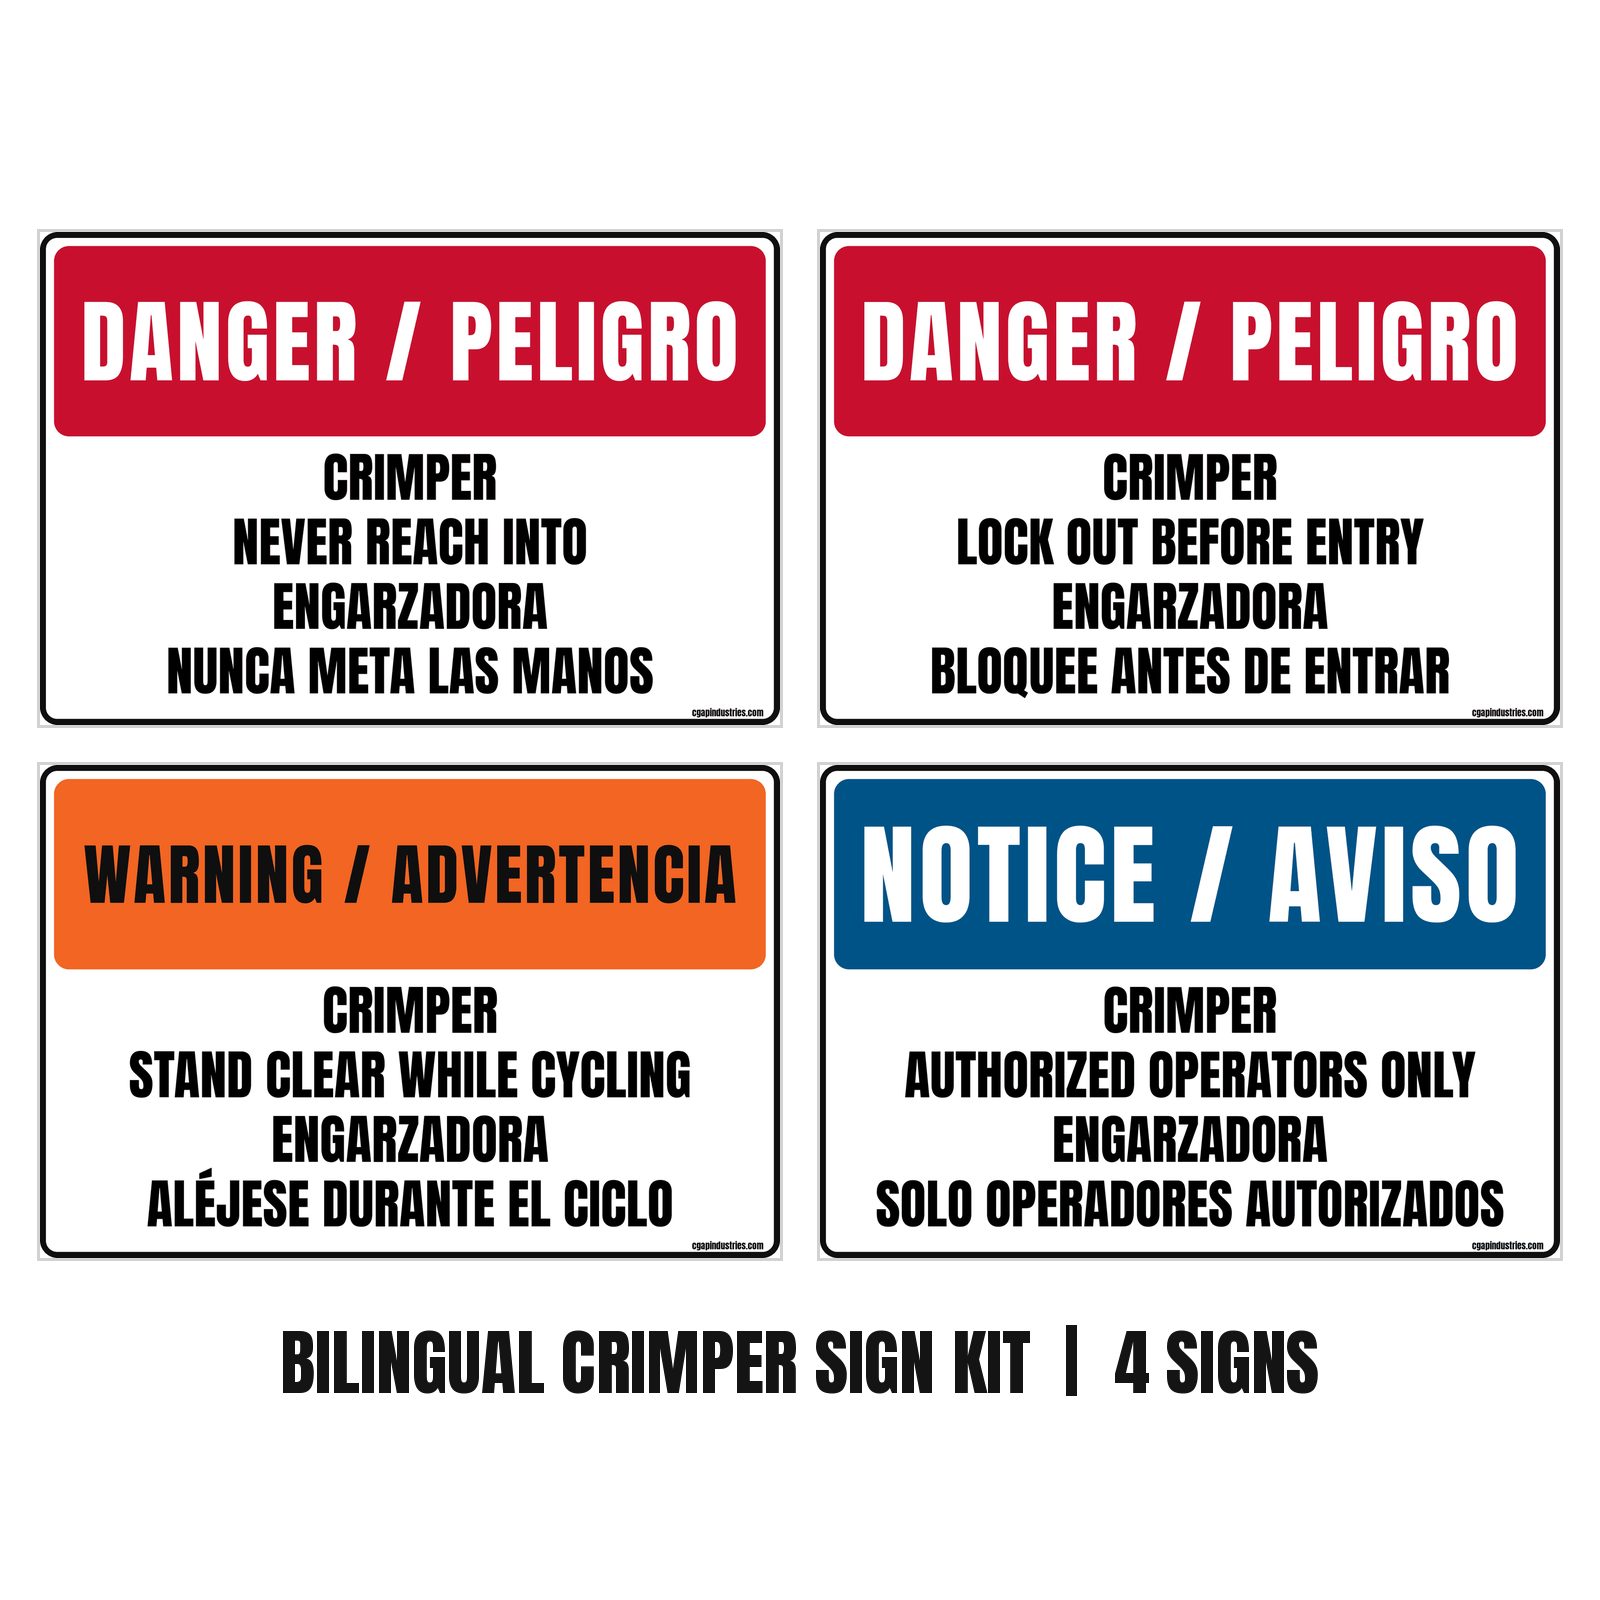 DANGER / PELIGRO
CRIMPER
NEVER REACH INTO
ENGARZADORA
NUNCA META LAS MANOS
cgapindustries.com
DANGER / PELIGRO
CRIMPER
LOCK OUT BEFORE ENTRY
ENGARZADORA
BLOQUEE ANTES DE ENTRAR
cgapindustries.com
WARNING / ADVERTENCIA
CRIMPER
STAND CLEAR WHILE CYCLING
ENGARZADORA
ALÉJESE DURANTE EL CICLO
cgapindustries.com
NOTICE / AVISO
CRIMPER
AUTHORIZED OPERATORS ONLY
ENGARZADORA
SOLO OPERADORES AUTORIZADOS
cgapindustries.com
BILINGUAL CRIMPER SIGN KIT | 4 SIGNS